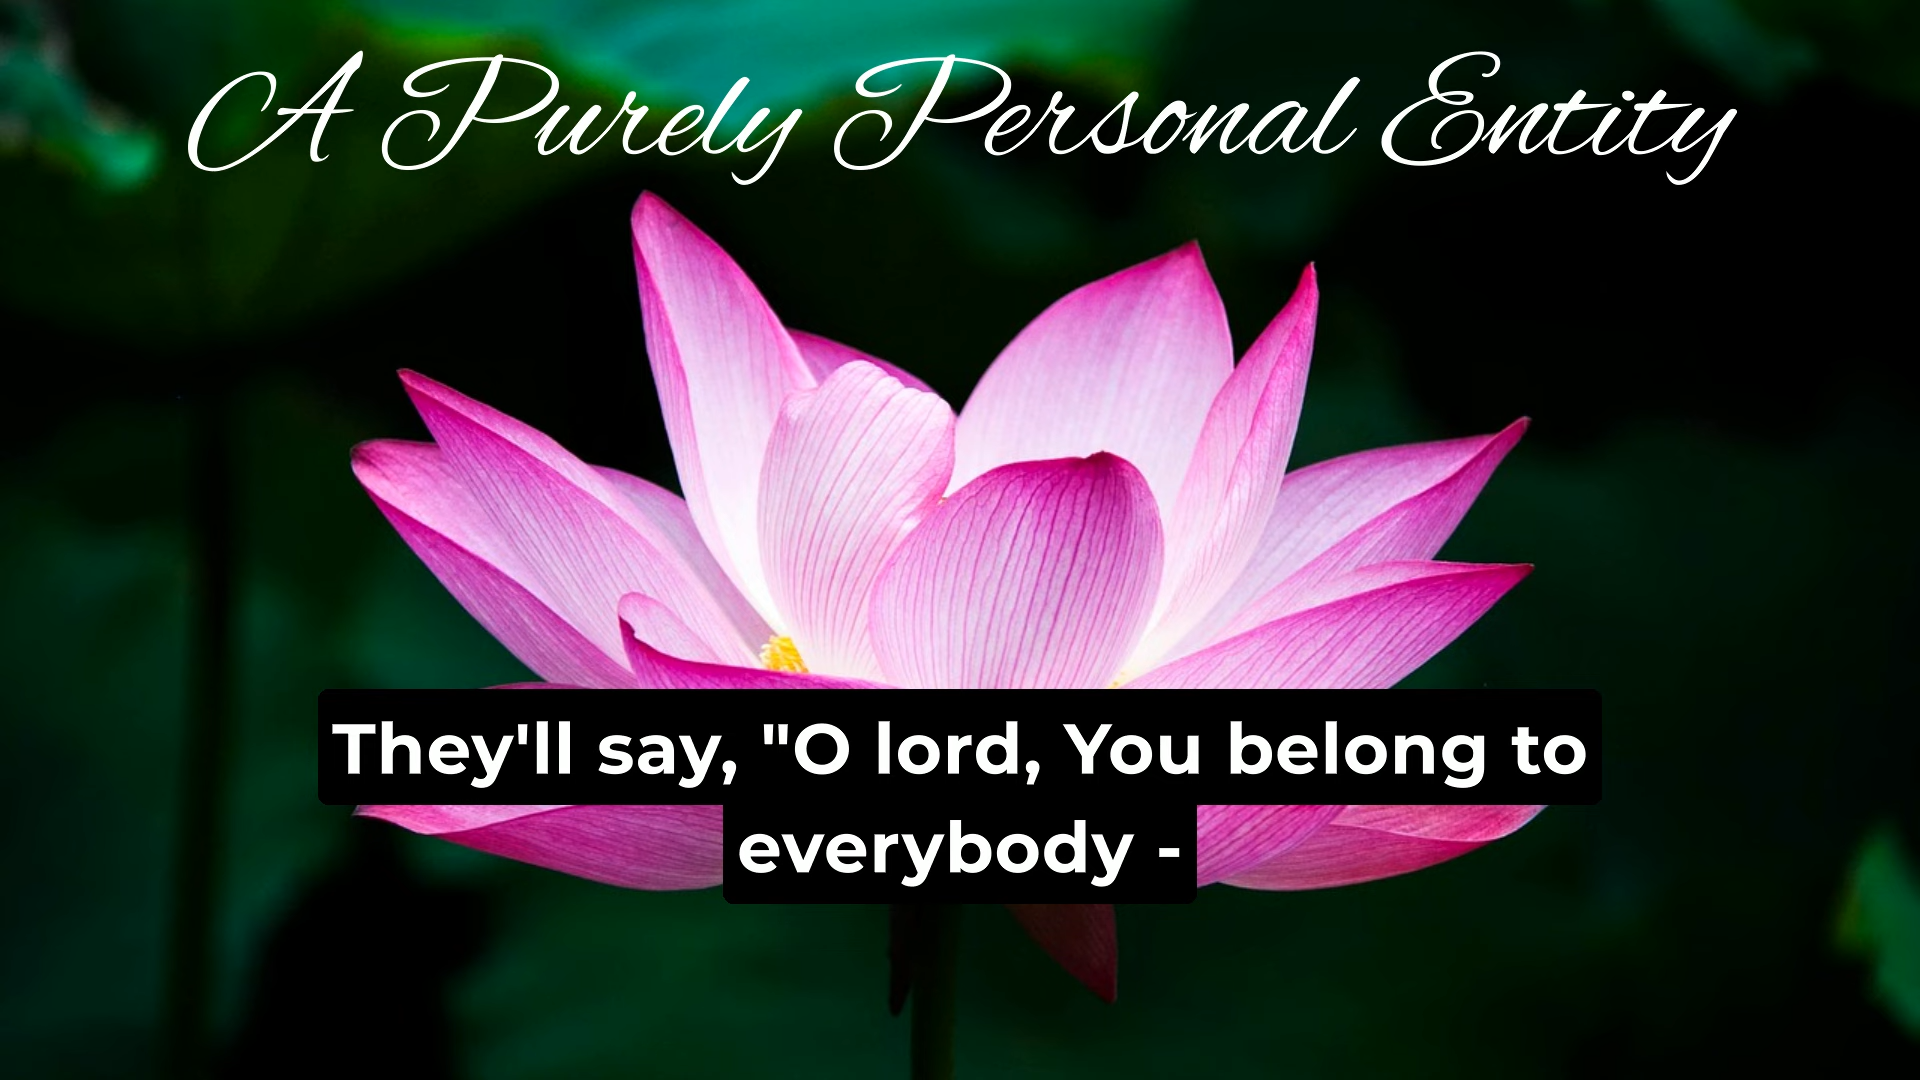 A Purely Personal Entity
They'll say, "O lord, You belong to
everybody -